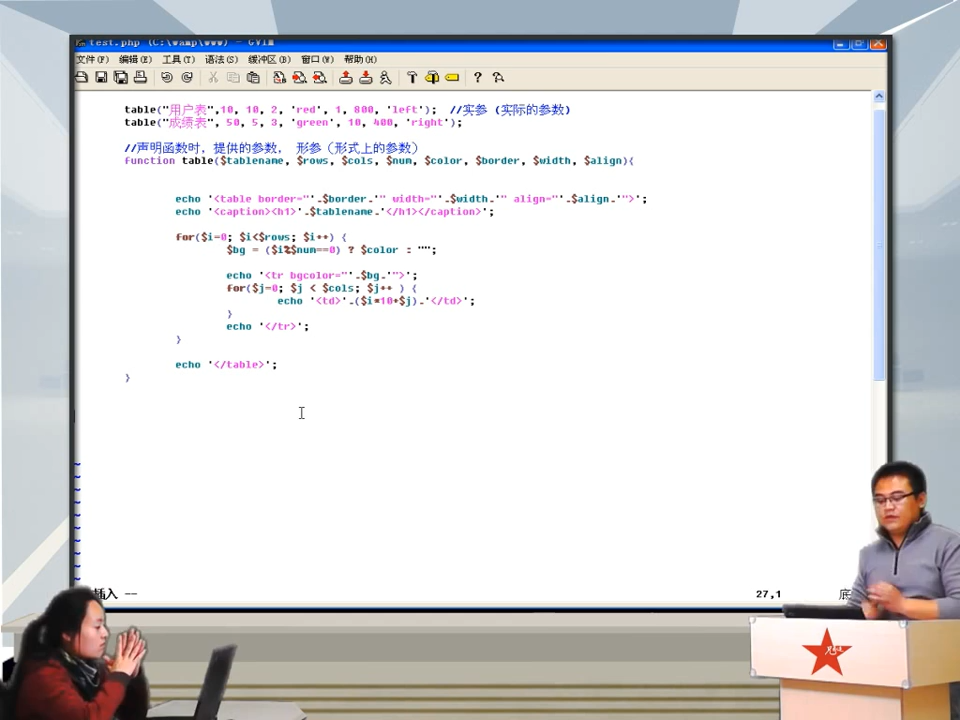 test.php (C:\wamp\www) - GVIM
文件(F) 编辑(E) 工具(T) 语法(S) 缓冲区(B) 窗口(W) 帮助(H)
table("用户表",10, 10, 2, 'red', 1, 800, 'left'); //实参 (实际的参数)
table("成绩表", 50, 5, 3, 'green', 10, 400, 'right');
//声明函数时, 提供的参数, 形参 (形式上的参数)
function table($tablename, $rows, $cols, $num, $color, $border, $width, $align){
echo '<table border="'.$border.'" width="'.$width.'" align="'.$align.'">';
echo '<caption><h1>'.$tablename.'</h1></caption>';
for($i=0; $i<$rows; $i++) {
$bg = ($i%$num==0) ? $color : "";
echo '<tr bgcolor="'.$bg.'">';
for($j=0; $j < $cols; $j++ ) {
echo '<td>'.($i*10+$j).'</td>';
}
echo '</tr>';
}
echo '</table>';
}
~
~
~
~
~
~
~
~
~
~
插入 --
27,1
底